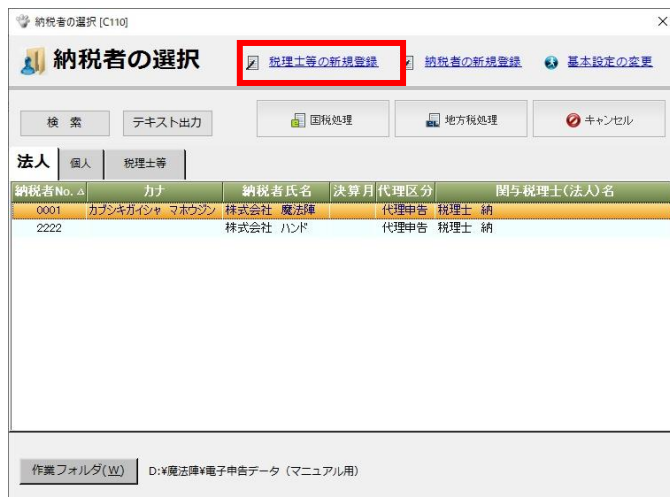 納税者の選択 [C110]
納税者の選択 税理士等の新規登録 納税者の新規登録 基本設定の変更
検 索 テキスト出力 国税処理 地方税処理 キャンセル
法人 個人 税理士等
納税者No. カナ 納税者氏名 決算月 代理区分 関与税理士(法人)名
0001 カブシキガイシャ マホウジン 株式会社 魔法陣 代理申告 税理士 納
2222 株式会社 ハンド 代理申告 税理士 納
作業フォルダ(W) D:¥魔法陣¥電子申告データ（マニュアル用）